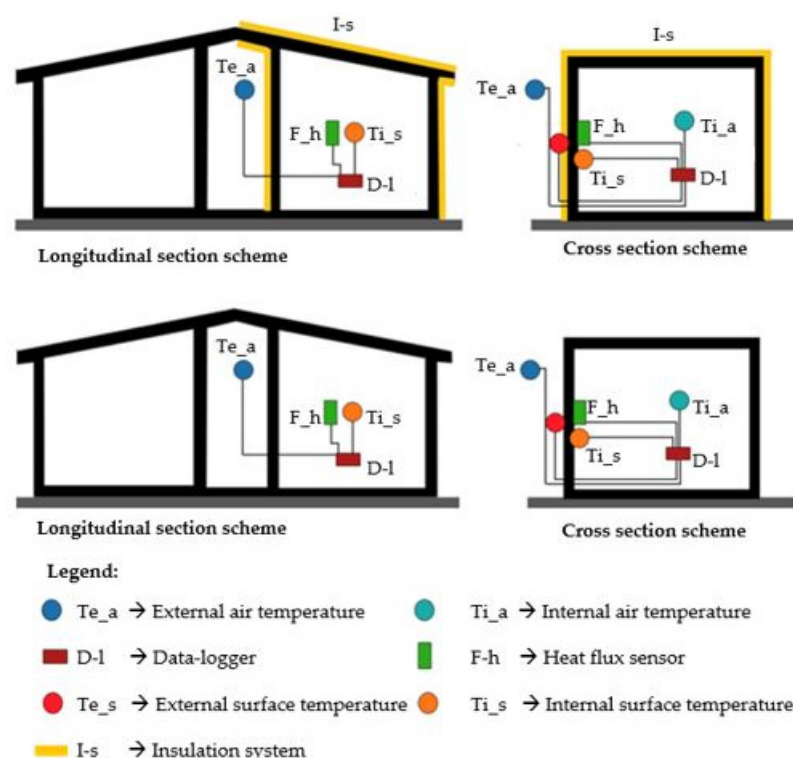 I-s
Te_a
F_h
Ti_s
D-l
Longitudinal section scheme
I-s
Te_a
F_h
Ti_a
Ti_s
D-l
Cross section scheme
Te_a
F_h
Ti_s
D-l
Longitudinal section scheme
Te_a
F_h
Ti_a
Ti_s
D-l
Cross section scheme
Legend:
Te_a → External air temperature
Ti_a → Internal air temperature
D-l → Data-logger
F-h → Heat flux sensor
Te_s → External surface temperature
Ti_s → Internal surface temperature
I-s → Insulation system